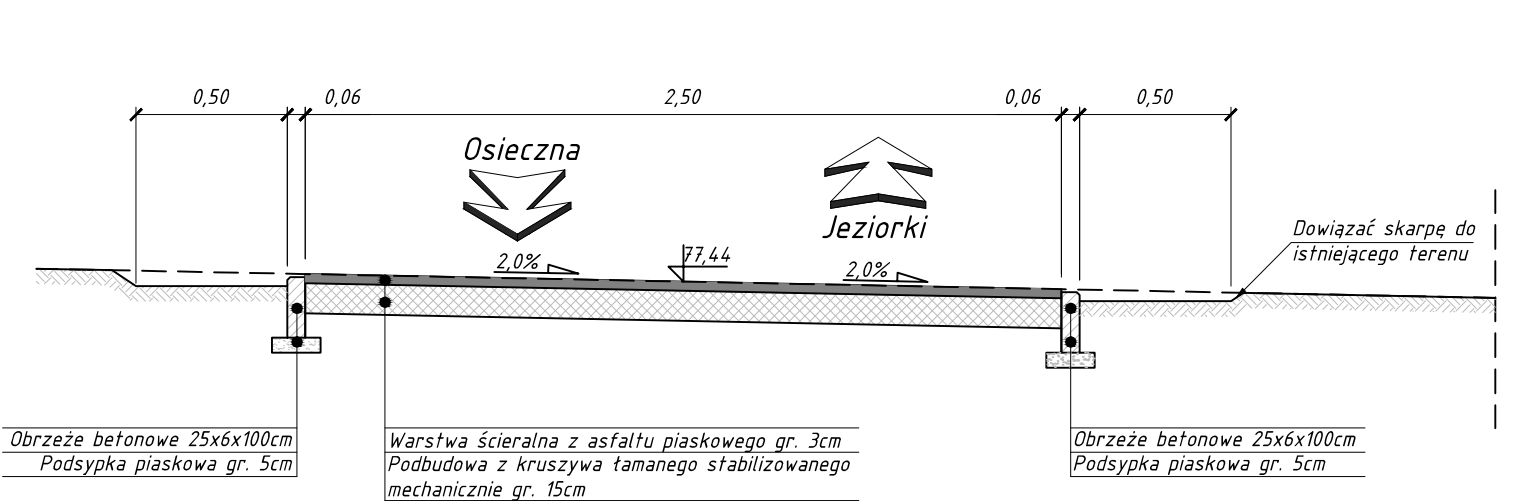 0,50 0,06 2,50 0,06 0,50
Osieczna
Jeziorki
Dowiązać skarpę do
istniejącego terenu
2,0% 77,44 2,0%
Obrzeże betonowe 25x6x100cm
Podsypka piaskowa gr. 5cm
Warstwa ścieralna z asfaltu piaskowego gr. 3cm
Podbudowa z kruszywa łamanego stabilizowanego
mechanicznie gr. 15cm
Obrzeże betonowe 25x6x100cm
Podsypka piaskowa gr. 5cm